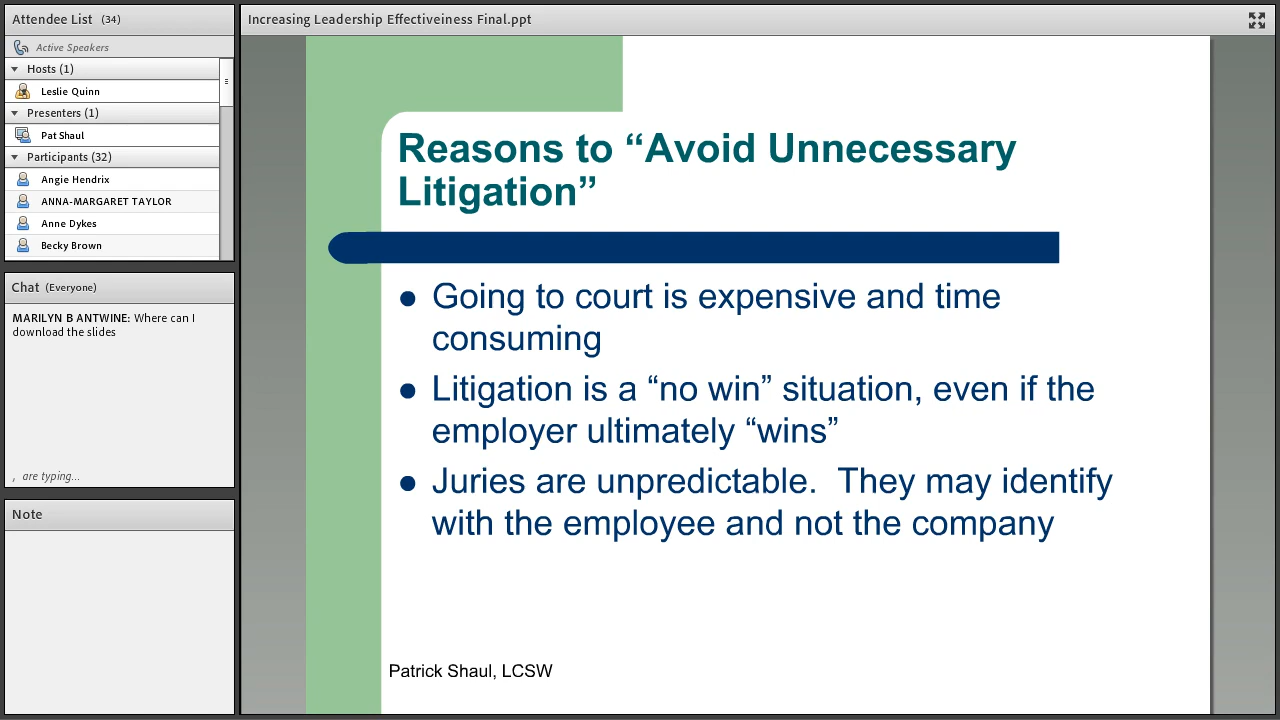 Attendee List (34)
Active Speakers
Hosts (1)
Leslie Quinn
Presenters (1)
Pat Shaul
Participants (32)
Angie Hendrix
ANNA-MARGARET TAYLOR
Anne Dykes
Becky Brown
Chat (Everyone)
MARILYN B ANTWINE: Where can I
download the slides
, are typing...
Note
Increasing Leadership Effectiveiness Final.ppt
Reasons to “Avoid Unnecessary
Litigation”
● Going to court is expensive and time
consuming
● Litigation is a “no win” situation, even if the
employer ultimately “wins”
● Juries are unpredictable.  They may identify
with the employee and not the company
Patrick Shaul, LCSW